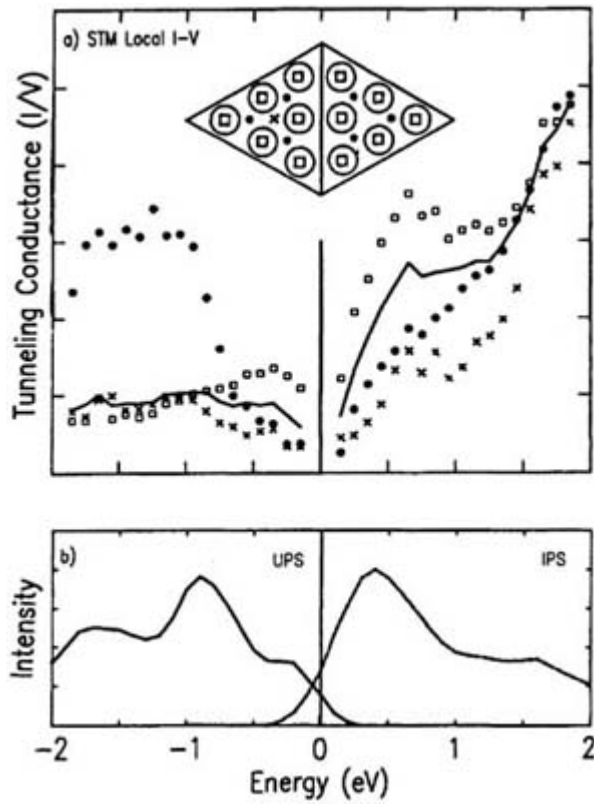 a) STM Local I-V
Tunneling Conductance (I/V)
b)
UPS
IPS
Intensity
-2
-1
0
1
2
Energy (eV)